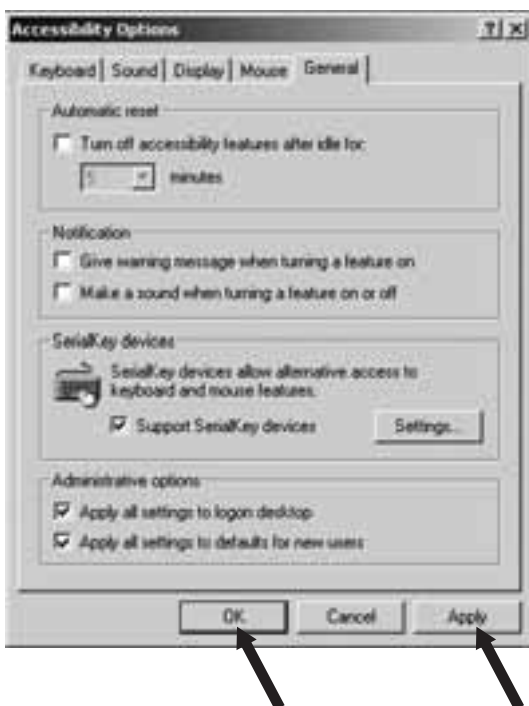 Accessibility Options
Keyboard Sound Display Mouse General
Automatic reset
Turn off accessibility features after idle for:
5 minutes
Notification
Give warning message when turning a feature on
Make a sound when turning a feature on or off
SerialKey devices
SerialKey devices allow alternative access to
keyboard and mouse features.
Support SerialKey devices Settings...
Administrative options
Apply all settings to logon desktop
Apply all settings to defaults for new users
OK Cancel Apply